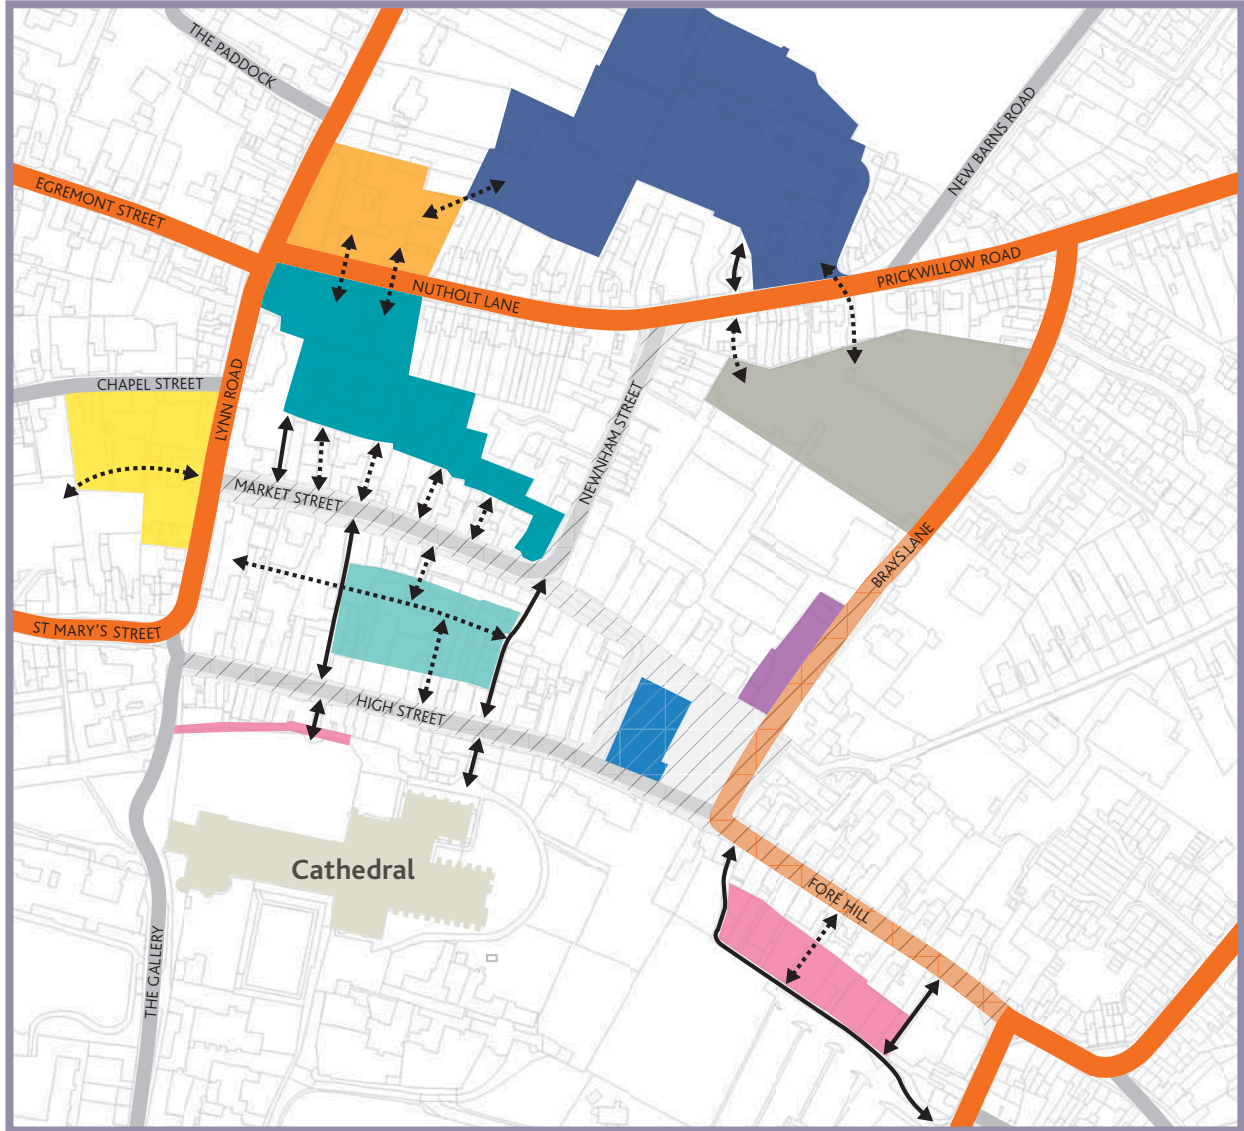 THE PADDOCK
NEW BARNS ROAD
EGREMONT STREET
PRICKWILLOW ROAD
NUTHOLT LANE
CHAPEL STREET
LYNN ROAD
NEWNHAM STREET
MARKET STREET
BRAYS LANE
ST MARY'S STREET
HIGH STREET
Cathedral
FORE HILL
THE GALLERY